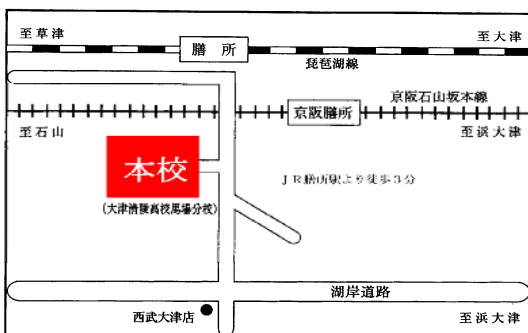 至草津
膳所
至大津
琵琶湖線
京阪石山坂本線
京阪膳所
至石山
至浜大津
本校
JR膳所駅より徒歩3分
(大津清陵高校馬場分校)
湖岸道路
西武大津店
至浜大津